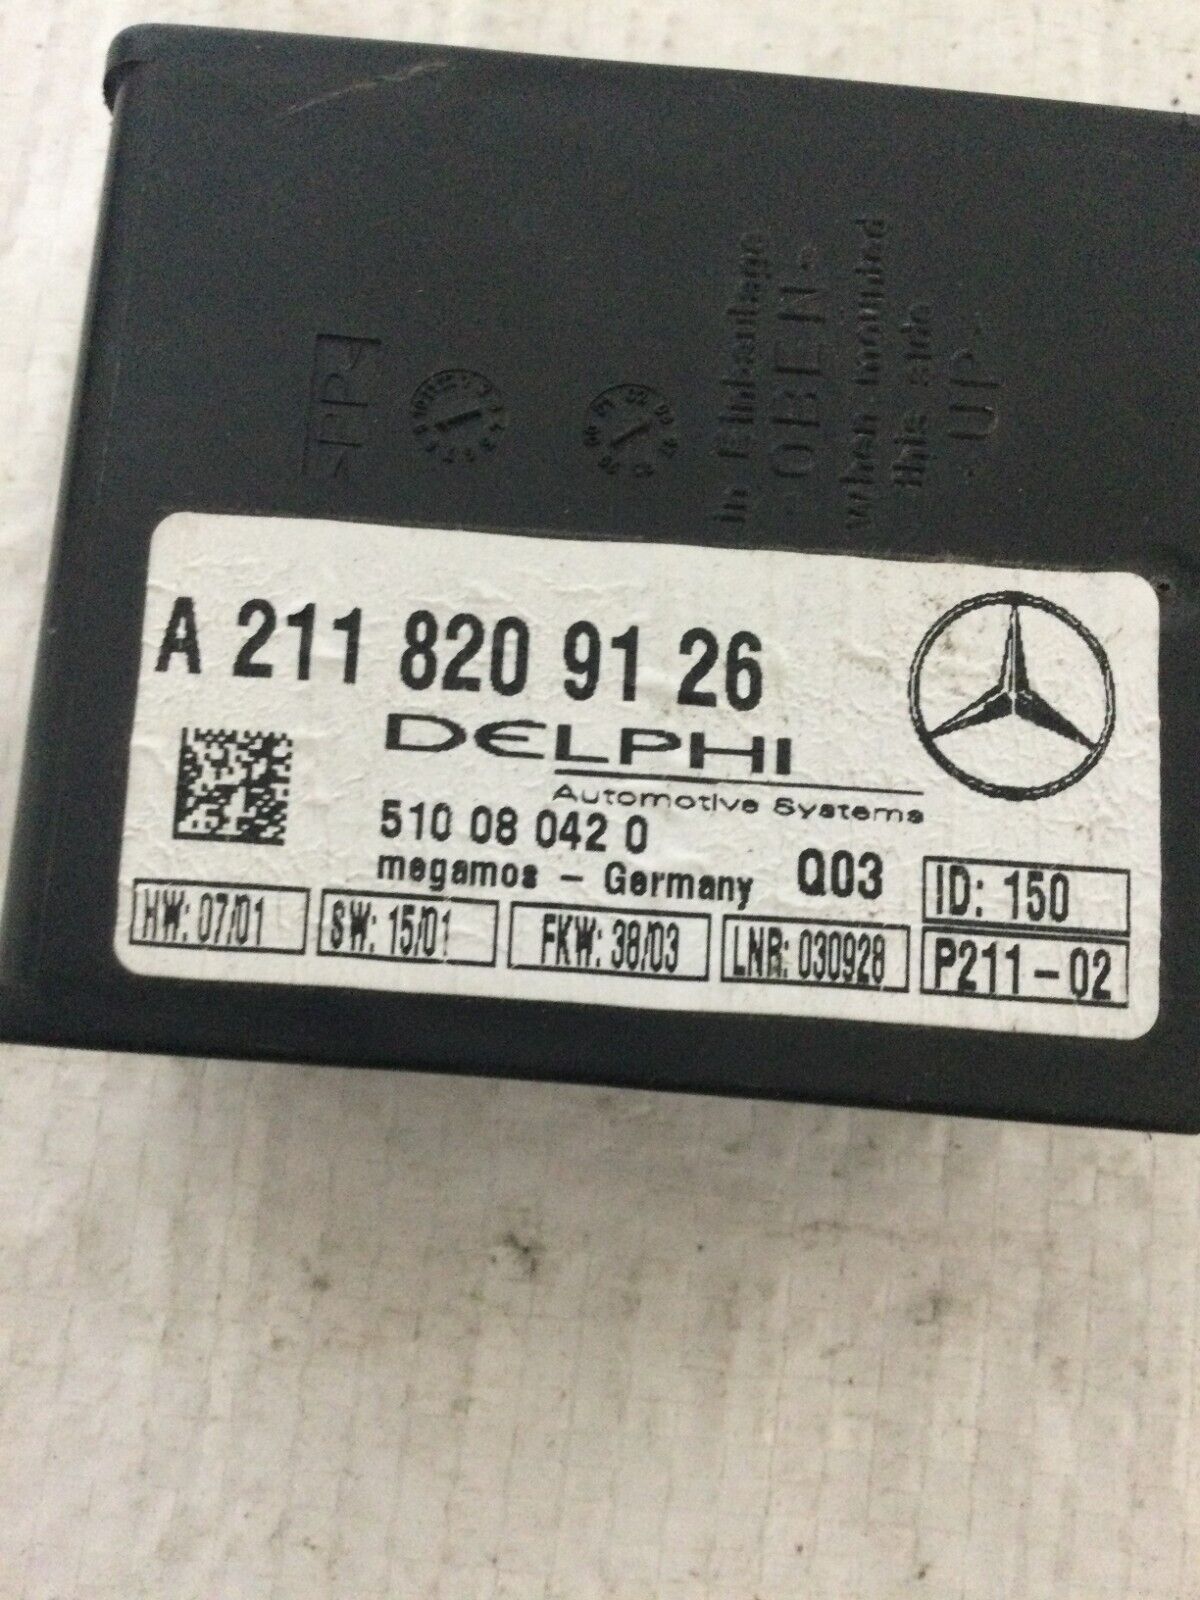 in Einbaulage
-OBEN-
when mounted
this side
-UP-
>PP<
A 211 820 91 26
DELPHI
Automotive Systems
510 08 042 0
megamos - Germany
Q03
ID: 150
HW: 07/01
SW: 15/01
FKW: 38/03
LNR: 030928
P211-02